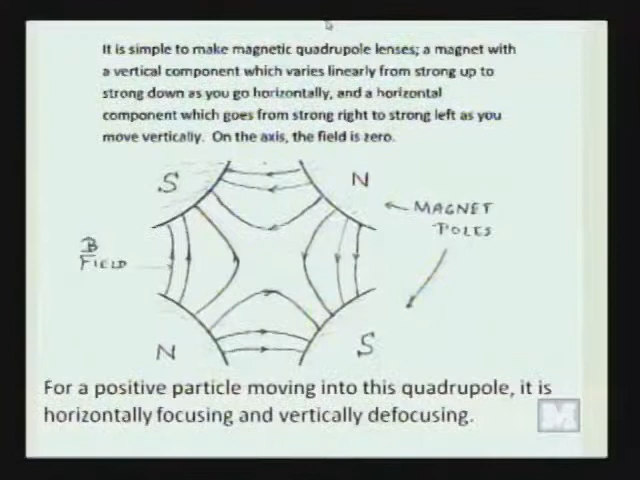 It is simple to make magnetic quadrupole lenses; a magnet with
a vertical component which varies linearly from strong up to
strong down as you go horizontally, and a horizontal
component which goes from strong right to strong left as you
move vertically. On the axis, the field is zero.
S
N
MAGNET
POLES
B
FIELD
N
S
For a positive particle moving into this quadrupole, it is
horizontally focusing and vertically defocusing.
M